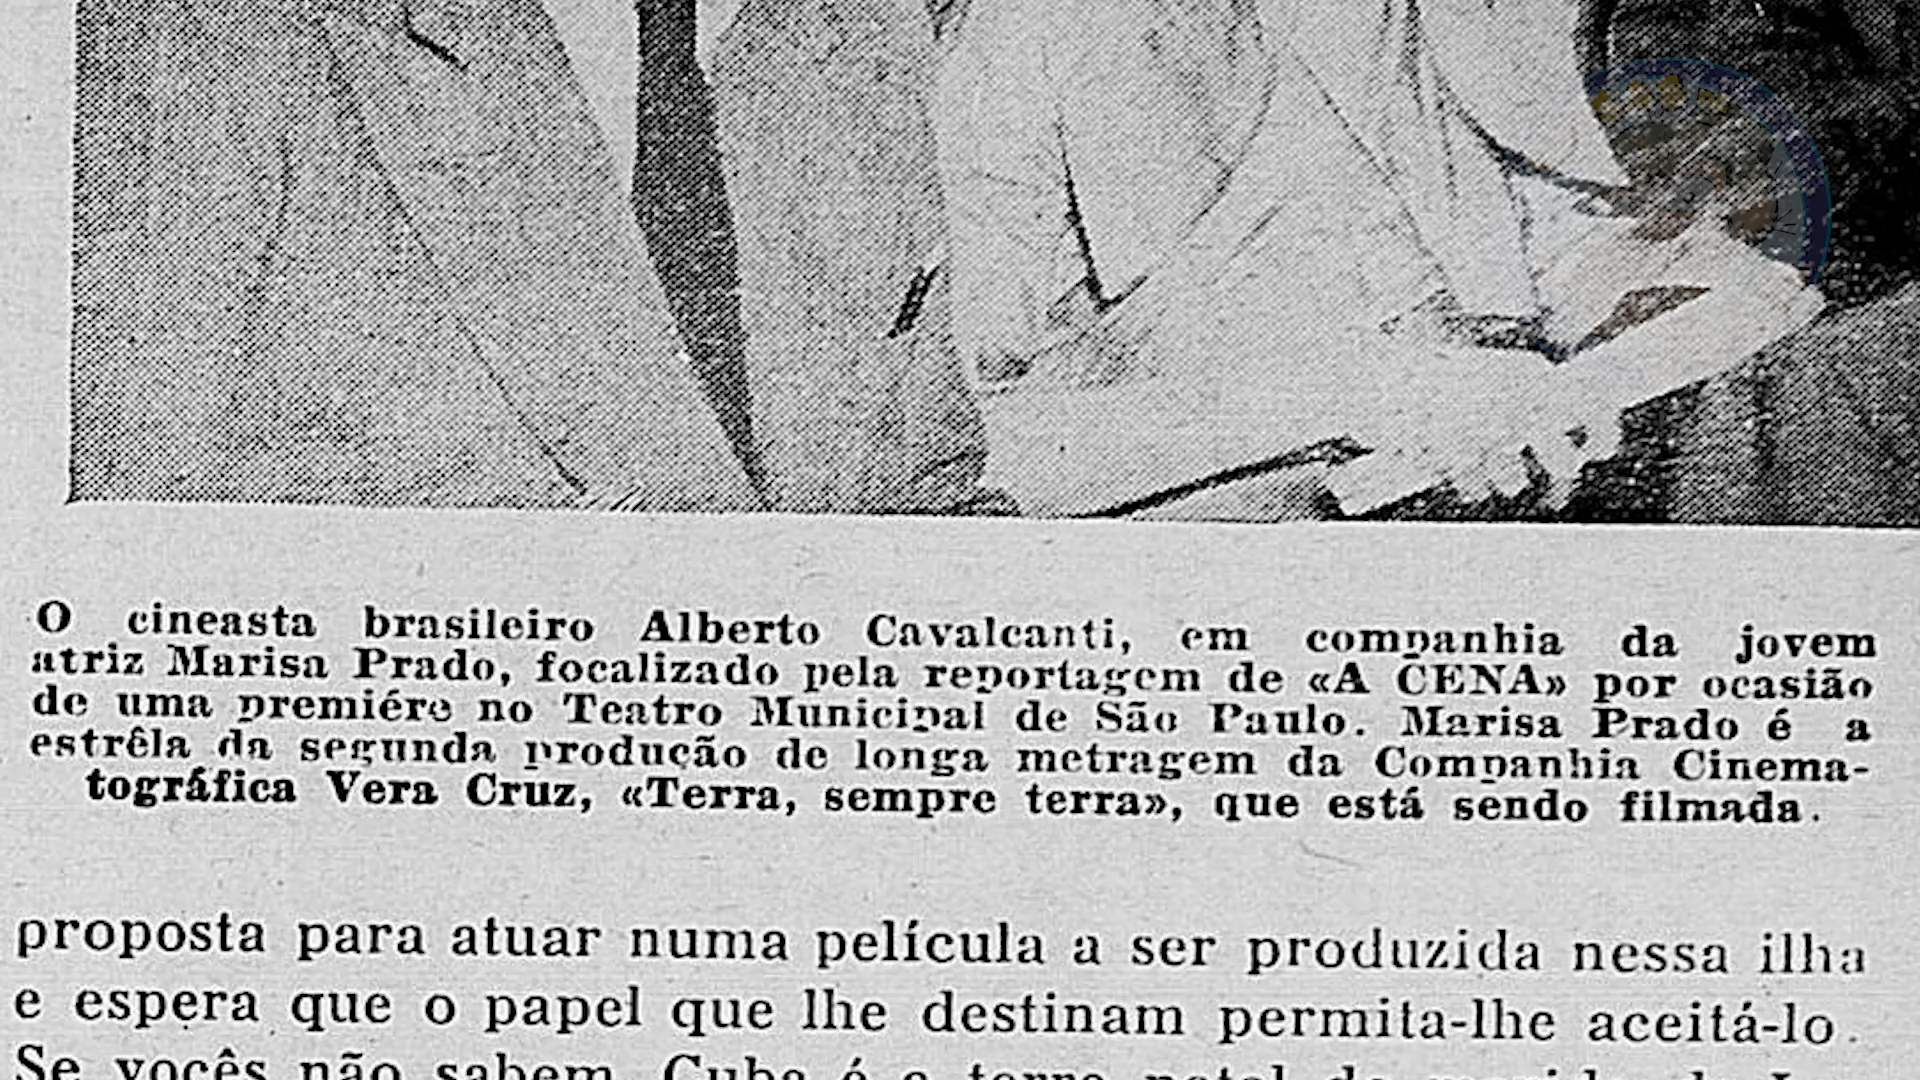 O cineasta brasileiro Alberto Cavalcanti, em companhia da jovem
atriz Marisa Prado, focalizado pela reportagem de «A CENA» por ocasião
de uma premiére no Teatro Municipal de São Paulo. Marisa Prado é a
estrêla da segunda produção de longa metragem da Companhia Cinema-
tográfica Vera Cruz, «Terra, sempre terra», que está sendo filmada.
proposta para atuar numa película a ser produzida nessa ilha
e espera que o papel que lhe destinam permita-lhe aceitá-lo.
Se vocês não sabem, Cuba é a terra natal do marido